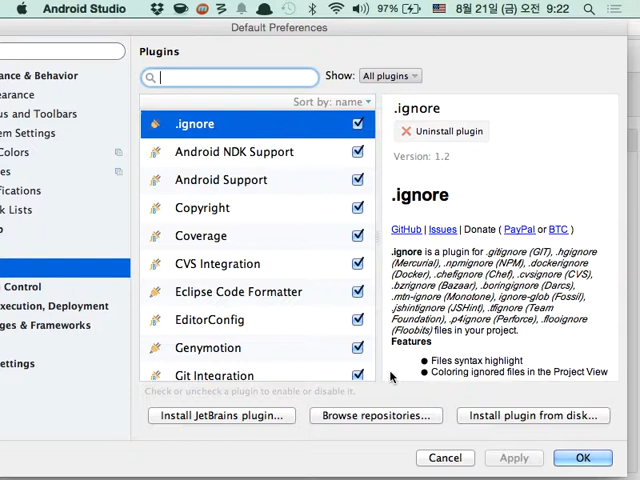 Android Studio
97%
8월 21일 (금) 오전 9:22
Default Preferences
Plugins
Show:
All plugins
nce & Behavior
earance
us and Toolbars
tem Settings
Colors
es
ifications
k Lists
p
Control
xecution, Deployment
ges & Frameworks
ettings
Sort by: name
.ignore
Android NDK Support
Android Support
Copyright
Coverage
CVS Integration
Eclipse Code Formatter
EditorConfig
Genymotion
Git Integration
.ignore
Uninstall plugin
Version: 1.2
.ignore
GitHub | Issues | Donate ( PayPal or BTC )
.ignore is a plugin for .gitignore (GIT), .hgignore
(Mercurial), .npmignore (NPM), .dockerignore
(Docker), .chefignore (Chef), .cvsignore (CVS),
.bzrignore (Bazaar), .boringignore (Darcs),
.mtn-ignore (Monotone), ignore-glob (Fossil),
.jshintignore (JSHint), .tfignore (Team
Foundation), .p4ignore (Perforce), .flooignore
(Floobits) files in your project.
Features
Files syntax highlight
Coloring ignored files in the Project View
Check or uncheck a plugin to enable or disable it.
Install JetBrains plugin...
Browse repositories...
Install plugin from disk...
Cancel
Apply
OK